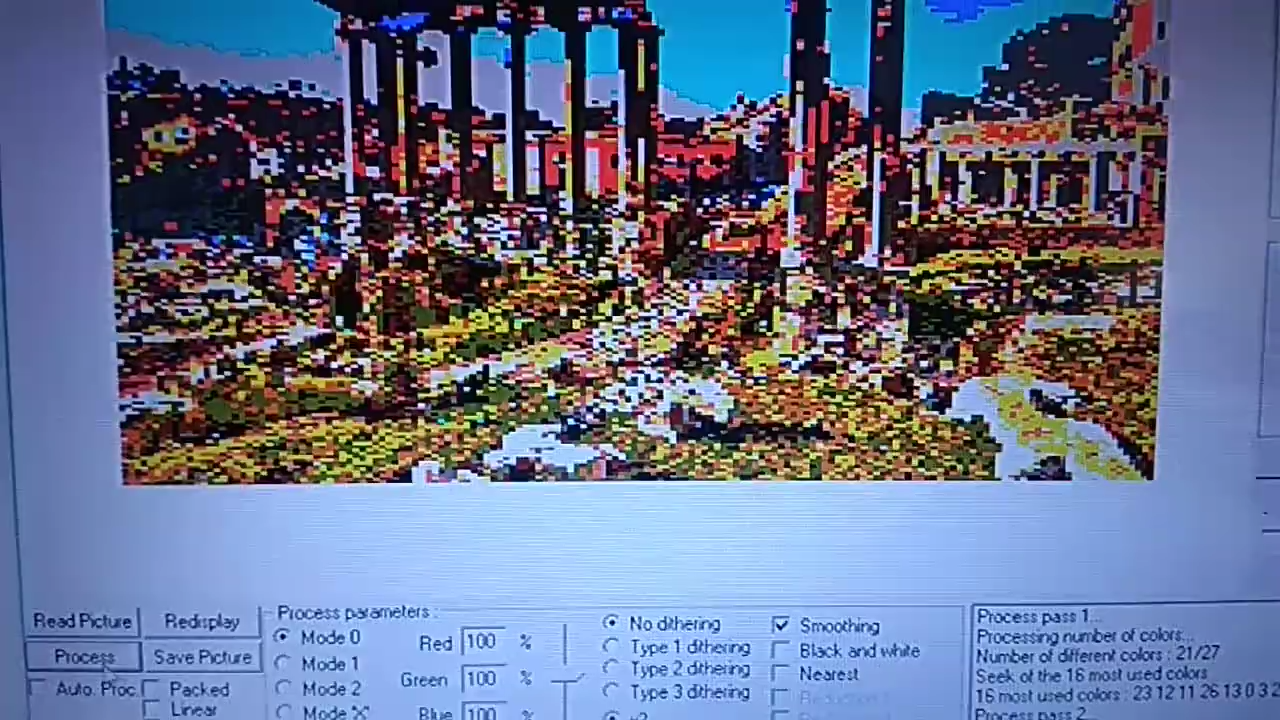 Read Picture
Redisplay
Process
Save Picture
Auto. Proc.
Packed
Linear
Process parameters :
Mode 0
Mode 1
Mode 2
Mode 'X'
Red 100 %
Green 100 %
Blue 100
No dithering
Type 1 dithering
Type 2 dithering
Type 3 dithering
x2
Smoothing
Black and white
Nearest
Process pass 1...
Processing number of colors...
Number of different colors : 21/27
Seek of the 16 most used colors
16 most used colors : 23 12 11 26 13 0 3 2
Process pass 2